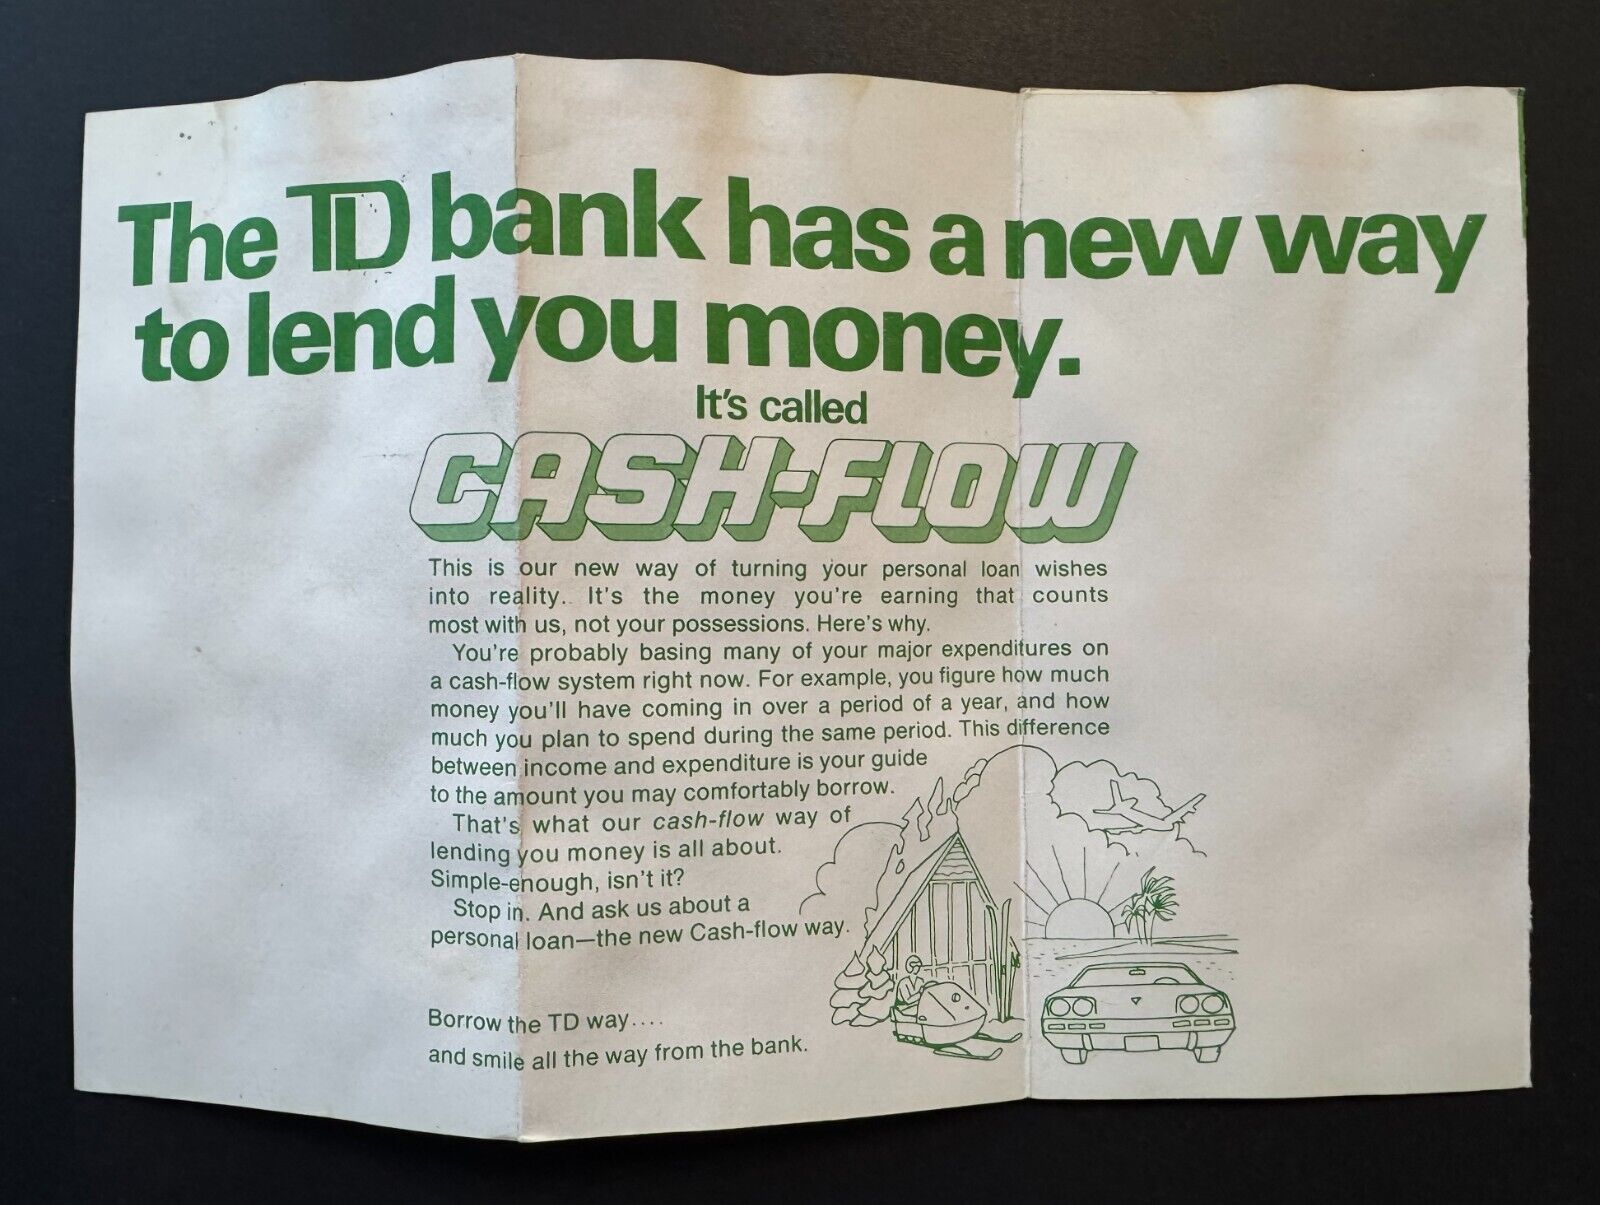 The TD bank has a new way
to lend you money.
It's called
CASH-FLOW
This is our new way of turning your personal loan wishes
into reality. It's the money you're earning that counts
most with us, not your possessions. Here's why.
You're probably basing many of your major expenditures on
a cash-flow system right now. For example, you figure how much
money you'll have coming in over a period of a year, and how
much you plan to spend during the same period. This difference
between income and expenditure is your guide
to the amount you may comfortably borrow.
That's what our cash-flow way of
lending you money is all about.
Simple-enough, isn't it?
Stop in. And ask us about a
personal loan—the new Cash-flow way.
Borrow the TD way....
and smile all the way from the bank.